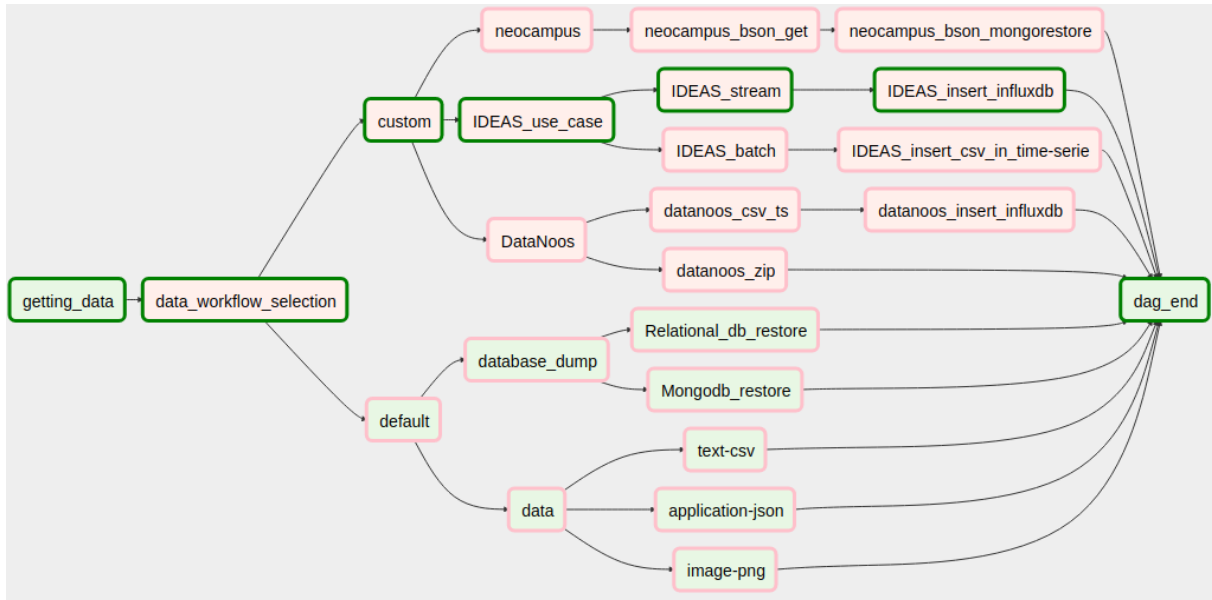 neocampus
neocampus_bson_get
neocampus_bson_mongorestore
custom
IDEAS_use_case
IDEAS_stream
IDEAS_insert_influxdb
IDEAS_batch
IDEAS_insert_csv_in_time-serie
DataNoos
datanoos_csv_ts
datanoos_insert_influxdb
datanoos_zip
getting_data
data_workflow_selection
dag_end
database_dump
Relational_db_restore
Mongodb_restore
default
data
text-csv
application-json
image-png